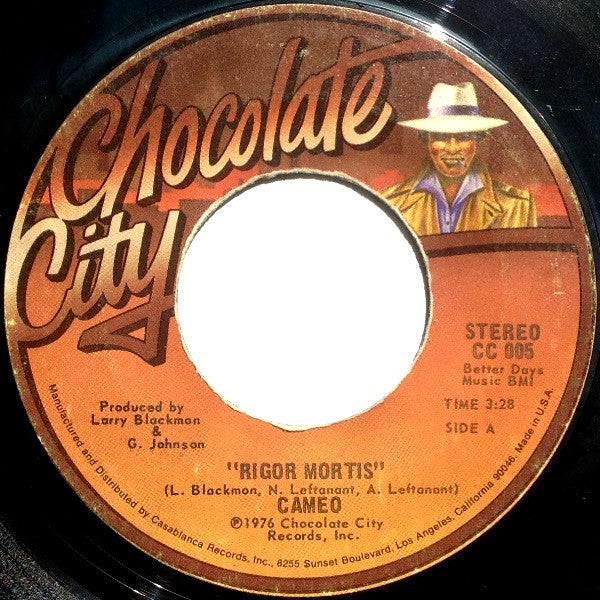 Chocolate
City
STEREO
CC 005
Better Days
Music BMI
TIME 3:28
SIDE A
Produced by
Larry Blackmon
&
G. Johnson
"RIGOR MORTIS"
(L. Blackmon, N. Leftanant, A. Leftanant)
CAMEO
℗1976 Chocolate City
Records, Inc.
Manufactured and Distributed by Casablanca Records, Inc., 8255 Sunset Boulevard, Los Angeles, California 90046. Made in U.S.A.